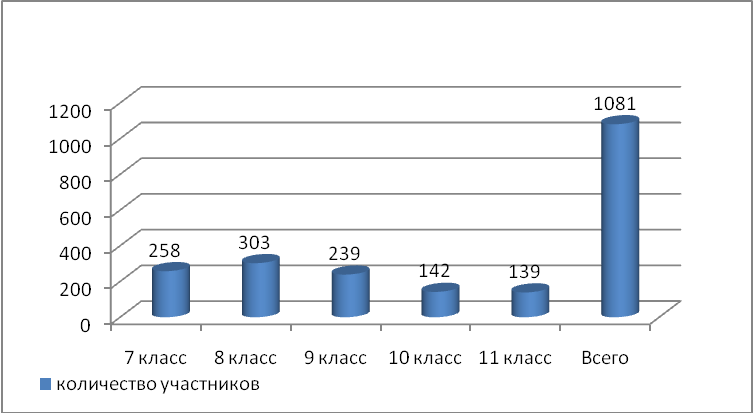 1200
1000
800
600
400
200
0
258
303
239
142
139
1081
7 класс
8 класс
9 класс
10 класс
11 класс
Всего
количество участников